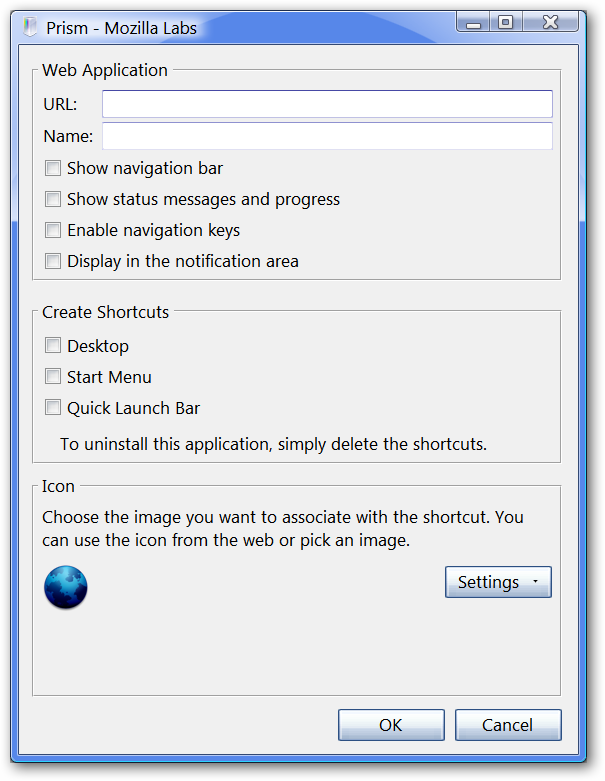 Prism - Mozilla Labs
Web Application
URL:
Name:
Show navigation bar
Show status messages and progress
Enable navigation keys
Display in the notification area
Create Shortcuts
Desktop
Start Menu
Quick Launch Bar
To uninstall this application, simply delete the shortcuts.
Icon
Choose the image you want to associate with the shortcut. You
can use the icon from the web or pick an image.
Settings
OK Cancel